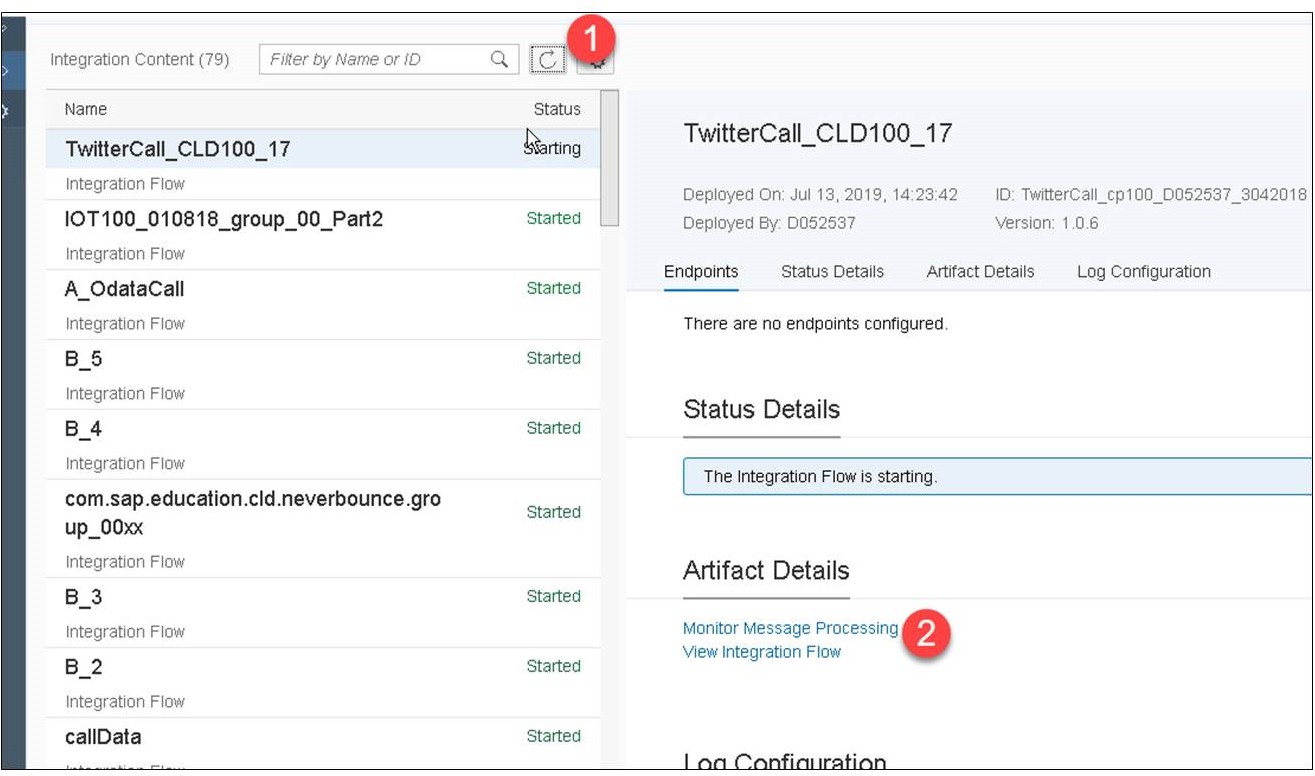 Integration Content (79)
Filter by Name or ID
1
Name
Status
TwitterCall_CLD100_17
Starting
Integration Flow
IOT100_010818_group_00_Part2
Started
Integration Flow
A_OdataCall
Started
Integration Flow
B_5
Started
Integration Flow
B_4
Started
Integration Flow
com.sap.education.cld.neverbounce.gro
up_00xx
Started
Integration Flow
B_3
Started
Integration Flow
B_2
Started
Integration Flow
callData
Started
Integration Flow
TwitterCall_CLD100_17
Deployed On: Jul 13, 2019, 14:23:42
ID: TwitterCall_cp100_D052537_3042018
Deployed By: D052537
Version: 1.0.6
Endpoints
Status Details
Artifact Details
Log Configuration
There are no endpoints configured.
Status Details
The Integration Flow is starting.
Artifact Details
Monitor Message Processing
2
View Integration Flow
Log Configuration